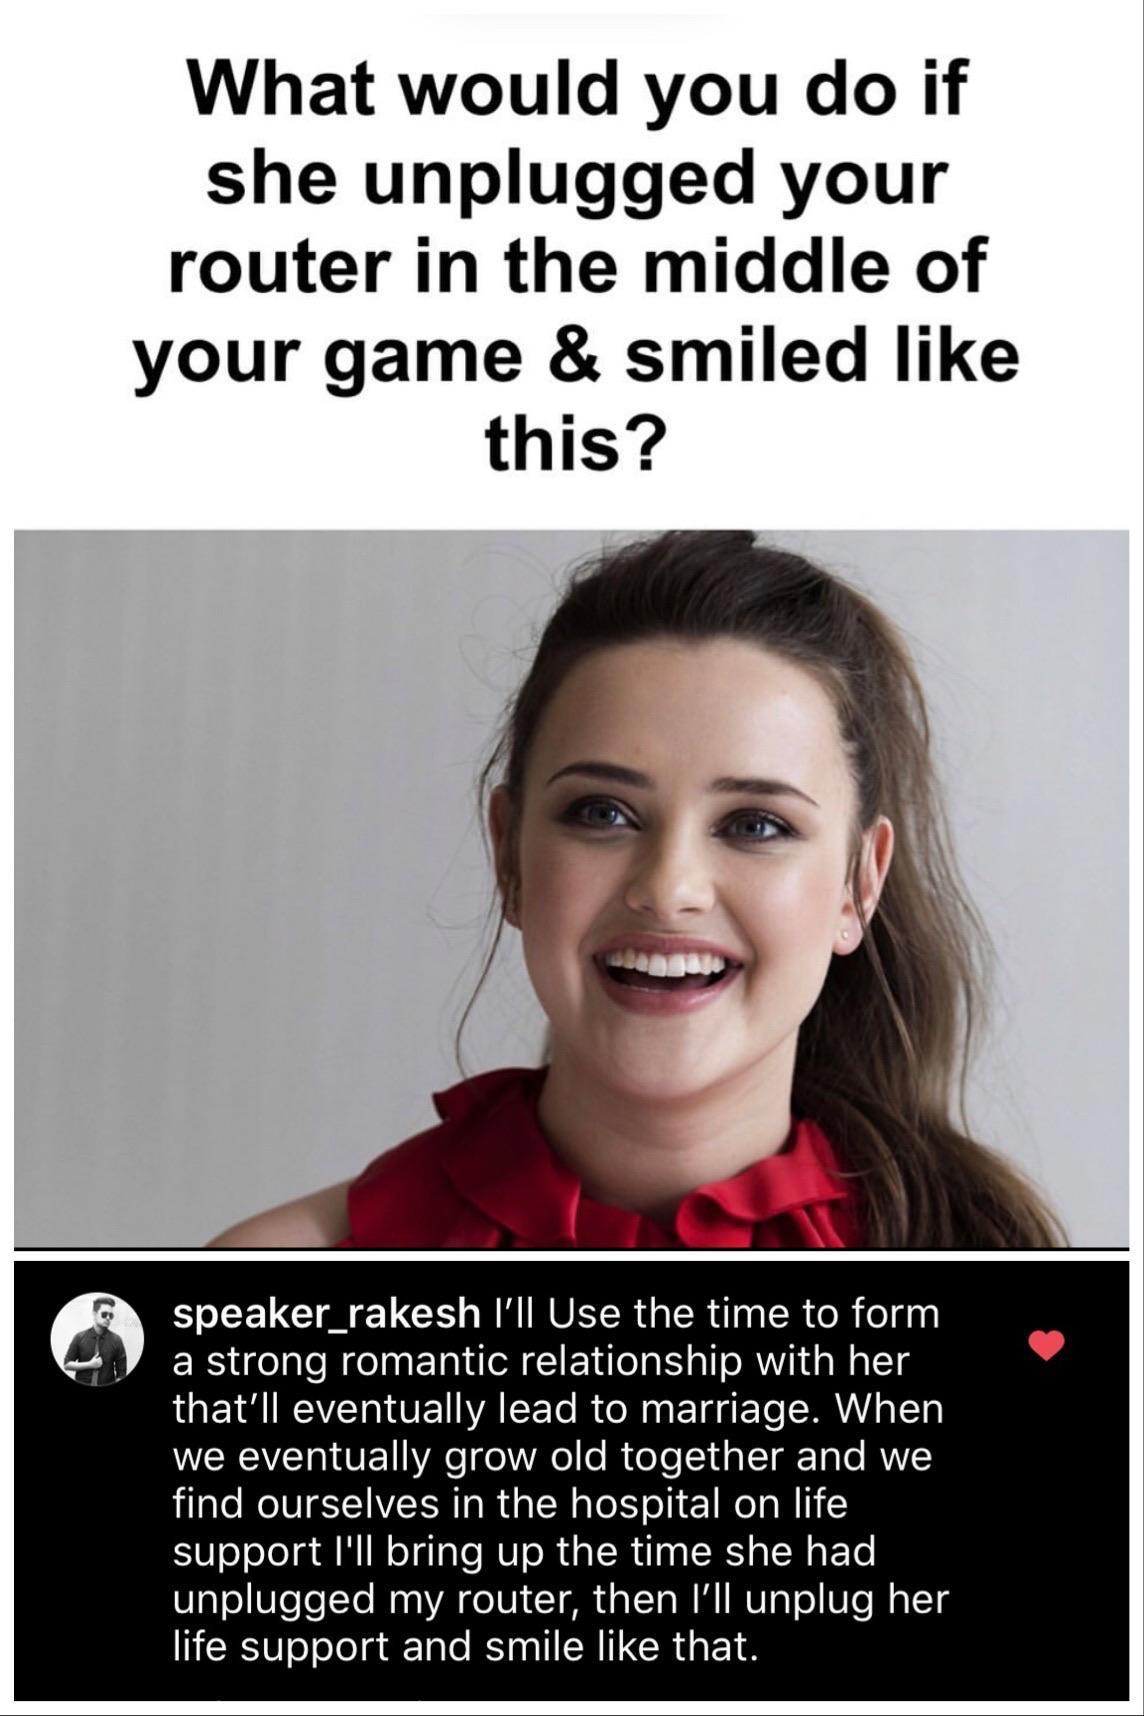 What would you do if
she unplugged your
router in the middle of
your game & smiled like
this?
speaker_rakesh I’ll Use the time to form
a strong romantic relationship with her
that’ll eventually lead to marriage. When
we eventually grow old together and we
find ourselves in the hospital on life
support I'll bring up the time she had
unplugged my router, then I’ll unplug her
life support and smile like that.